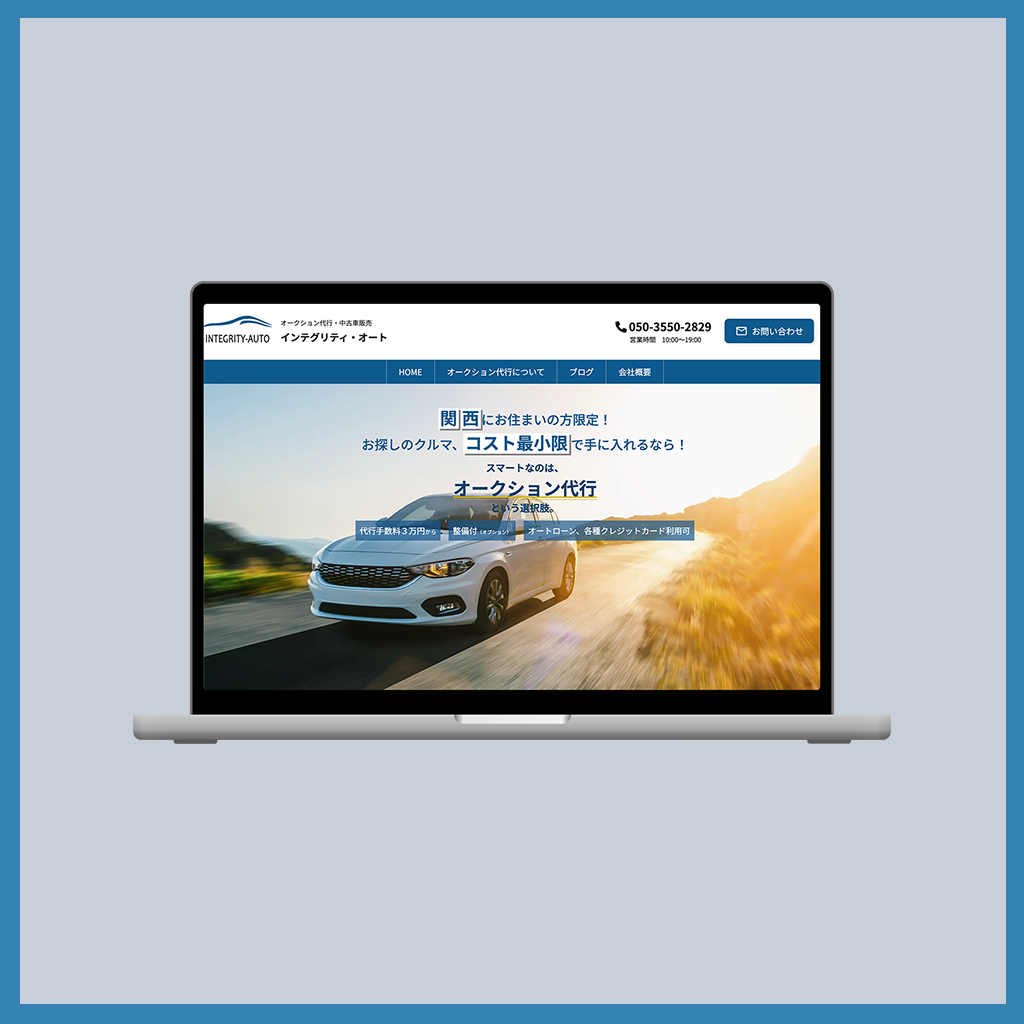 INTEGRITY-AUTO
オークション代行・中古車販売
インテグリティ・オート
050-3550-2829
営業時間 10:00〜19:00
お問い合わせ
HOME オークション代行について ブログ 会社概要
関西にお住まいの方限定！
お探しのクルマ、コスト最小限で手に入れるなら！
スマートなのは、
オークション代行
という選択肢。
代行手数料３万円から 整備付（オプション） オートローン、各種クレジットカード利用可